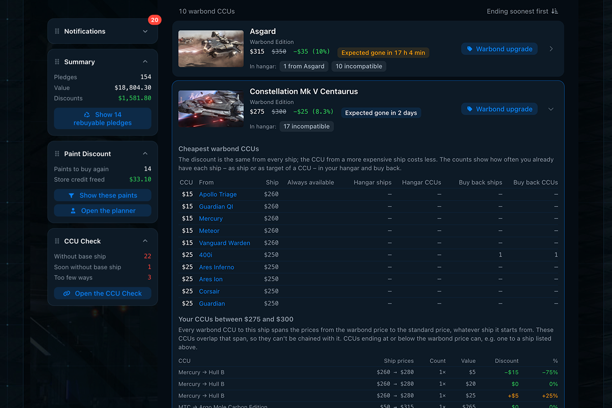 10 warbond CCUs
Ending soonest first
20
Notifications
Summary
Pledges 154
Value $18,804.30
Discounts $1,581.80
Show 14
rebuyable pledges
Paint Discount
Paints to buy again 14
Store credit freed $33.10
Show these paints
Open the planner
CCU Check
Without base ship 22
Soon without base ship 1
Too few ways 3
Open the CCU Check
Asgard
Warbond Edition
$315 $350 −$35 (10%) Expected gone in 17 h 4 min
In hangar: 1 from Asgard 10 incompatible
Warbond upgrade
Constellation Mk V Centaurus
Warbond Edition
$275 $300 −$25 (8,3%) Expected gone in 2 days
In hangar: 17 incompatible
Warbond upgrade
Cheapest warbond CCUs
The discount is the same from every ship; the CCU from a more expensive ship costs less. The counts show how often you already
have each ship – as ship or as target of a CCU – in your hangar and buy back.
CCU From Ship Always available Hangar ships Hangar CCUs Buy back ships Buy back CCUs
$15 Apollo Triage $260 – – – –
$15 Guardian QI $260 – – – –
$15 Mercury $260 – – – –
$15 Meteor $260 – – – –
$15 Vanguard Warden $260 – – – –
$25 400i $250 – – 1 1
$25 Ares Inferno $250 – – – –
$25 Ares Ion $250 – – – –
$25 Corsair $250 – – – –
$25 Guardian $250 – – – –
Your CCUs between $275 and $300
Every warbond CCU to this ship spans the prices from the warbond price to the standard price, whatever ship it starts from. These
CCUs overlap that span, so they can't be chained with it. CCUs ending at or below the warbond price can, e.g. one to a ship listed
above.
CCU Ship prices Count Value Discount %
Mercury → Hull B $260 → $280 1× $5 −$15 −75%
Mercury → Hull B $260 → $280 1× $20 $0 0%
Mercury → Hull B $260 → $280 1× $25 +$5 +25%
MTC → Argo Mole Carbon Edition